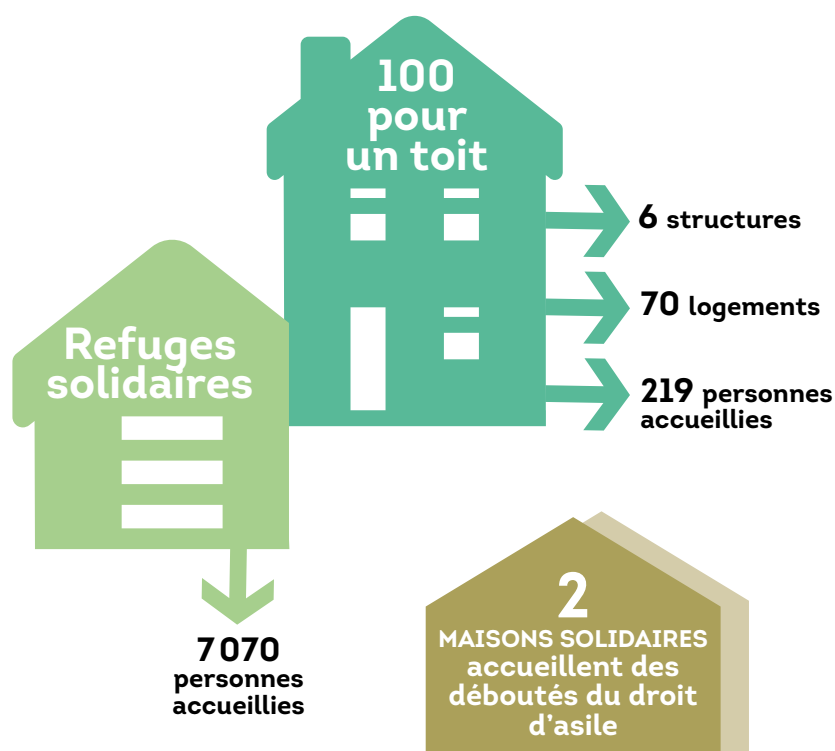 100
pour
un toit
6 structures
70 logements
219 personnes
accueillies
Refuges
solidaires
7 070
personnes
accueillies
2
MAISONS SOLIDAIRES
accueillent des
déboutés du droit
d'asile